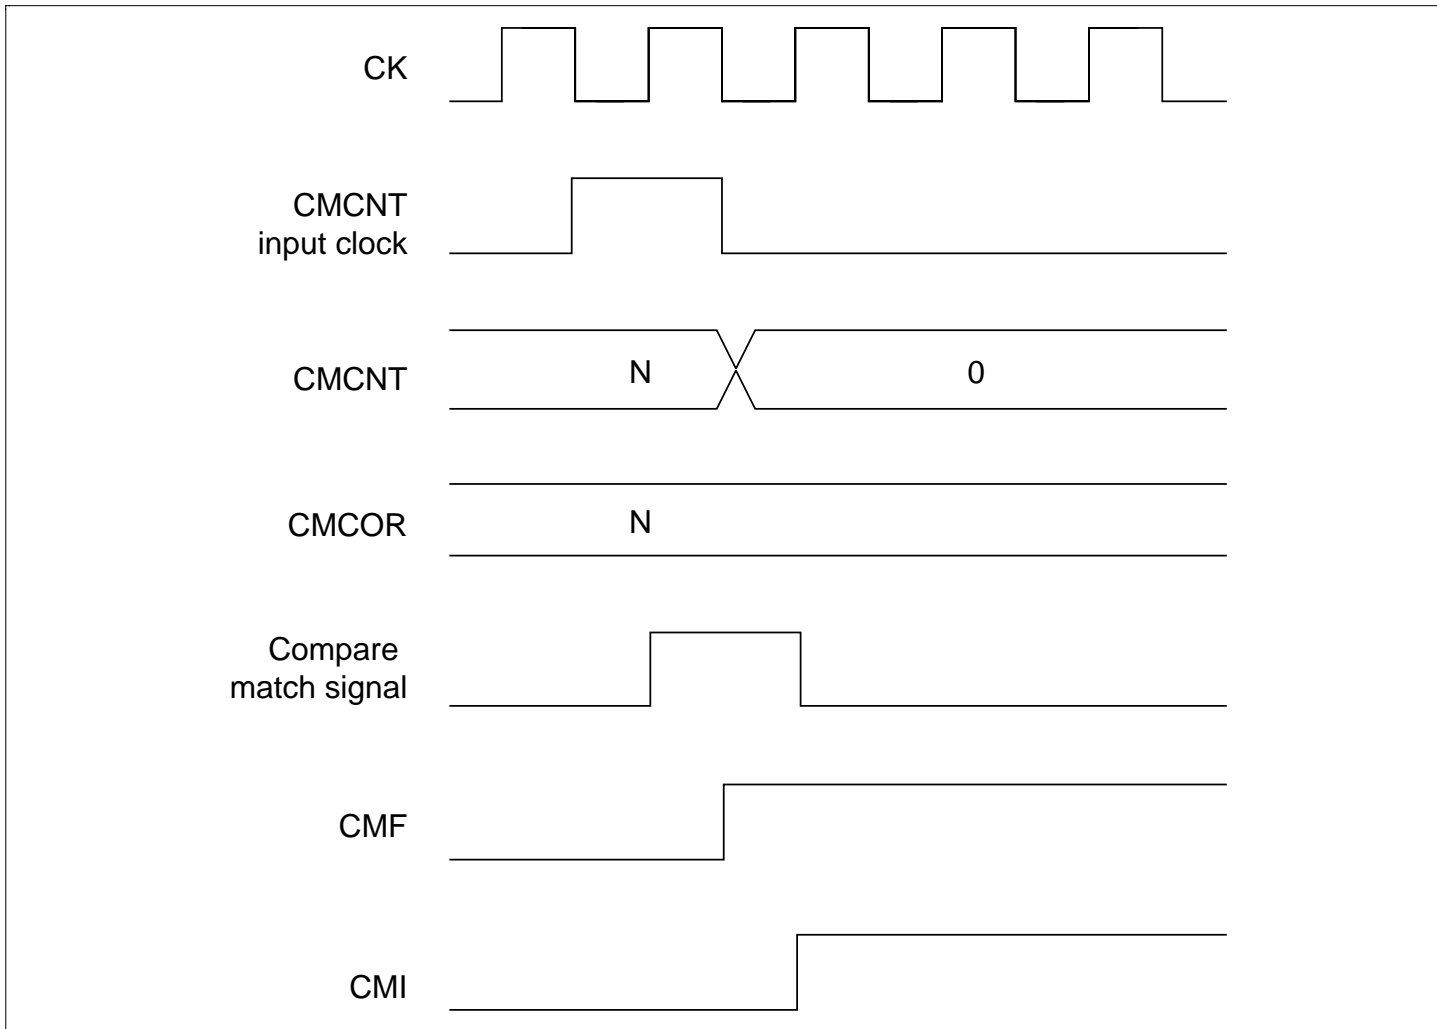 CK
CMCNT
input clock
CMCNT
N
0
CMCOR
N
Compare
match signal
CMF
CMI